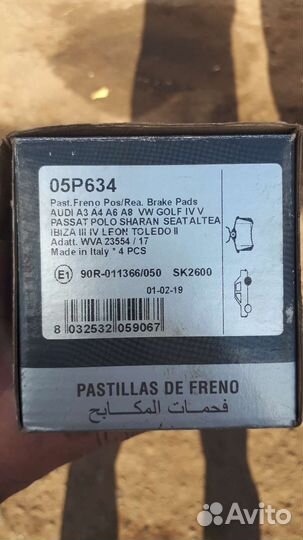 05P634
Past.Freno Pos/Rea. Brake Pads
AUDI A3 A4 A6 A8 VW GOLF IV V
PASSAT POLO SHARAN SEAT ALTEA
IBIZA III IV LEON TOLEDO II
Adatt. WVA 23554 / 17
Made in Italy * 4 PCS
E1 90R-011366/050 SK2600
01-02-19
8 032532 059067
PASTILLAS DE FRENO
فحمات المكابح
Avito